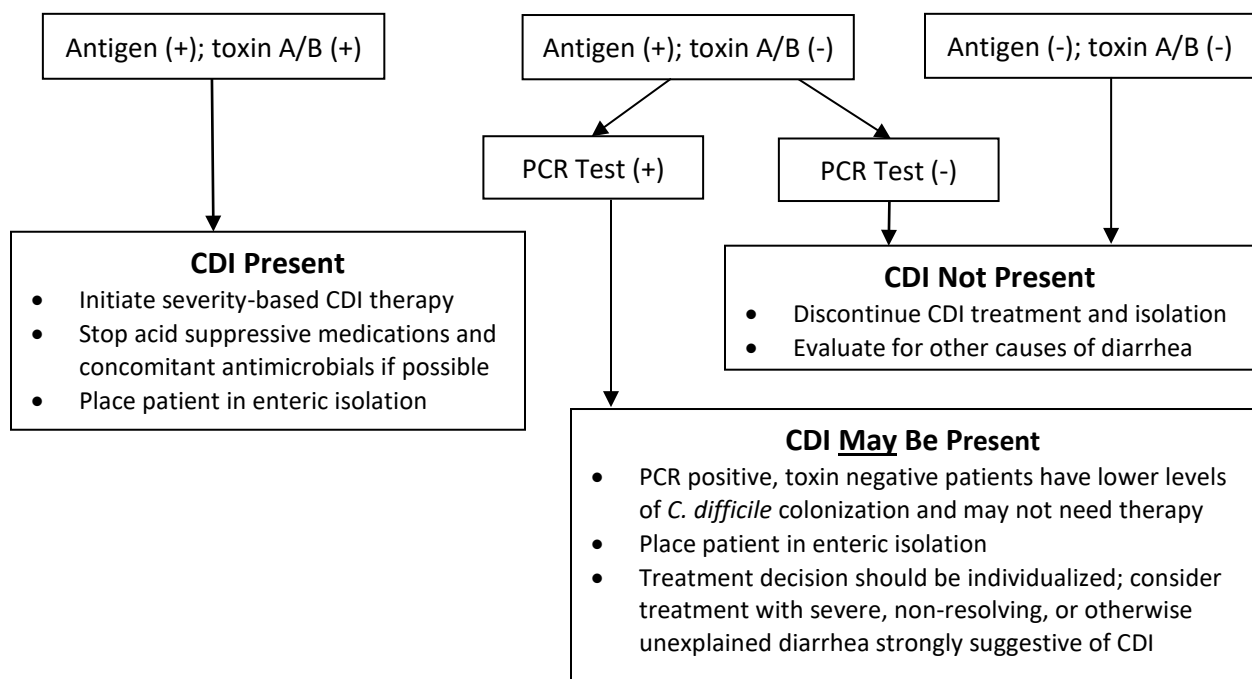 Antigen (+); toxin A/B (+)
Antigen (+); toxin A/B (-)
Antigen (-); toxin A/B (-)
PCR Test (+)
PCR Test (-)
CDI Present
• Initiate severity-based CDI therapy
• Stop acid suppressive medications and
concomitant antimicrobials if possible
• Place patient in enteric isolation
CDI Not Present
• Discontinue CDI treatment and isolation
• Evaluate for other causes of diarrhea
CDI May Be Present
• PCR positive, toxin negative patients have lower levels
of C. difficile colonization and may not need therapy
• Place patient in enteric isolation
• Treatment decision should be individualized; consider
treatment with severe, non-resolving, or otherwise
unexplained diarrhea strongly suggestive of CDI